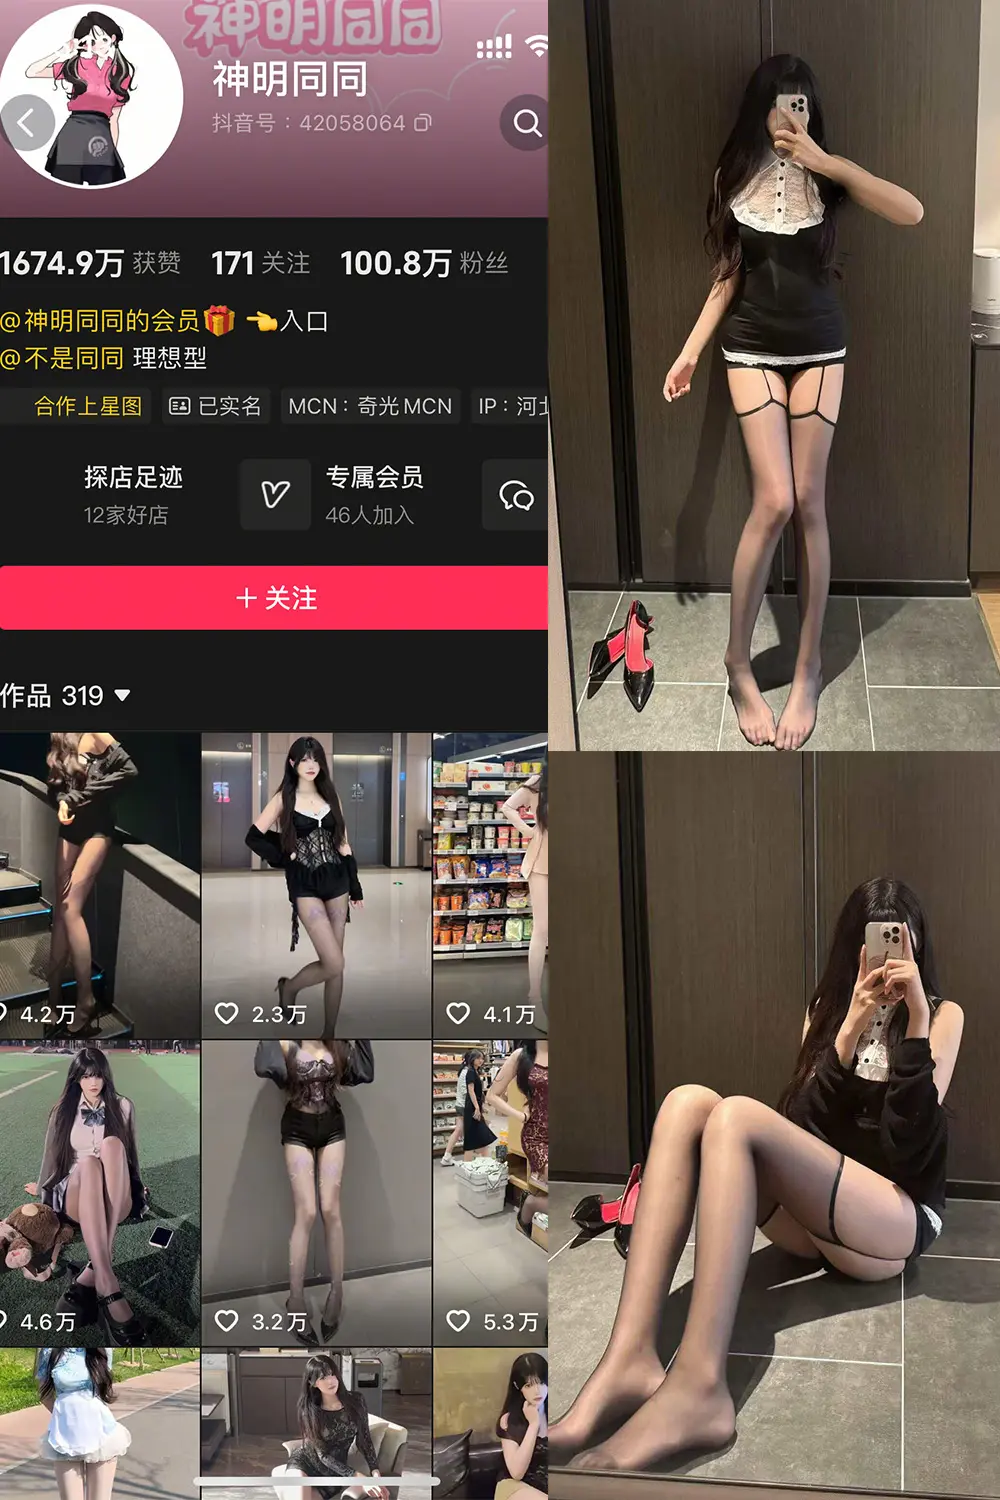 神明同同
神明同同
抖音号：42058064
1674.9万 获赞 171 关注 100.8万 粉丝
@神明同同的会员🎁 👈入口
@不是同同 理想型
合作上星图 已实名 MCN：奇光MCN IP：河北
探店足迹 专属会员
12家好店 46人加入
+ 关注
作品 319
4.2万 2.3万 4.1万
4.6万 3.2万 5.3万